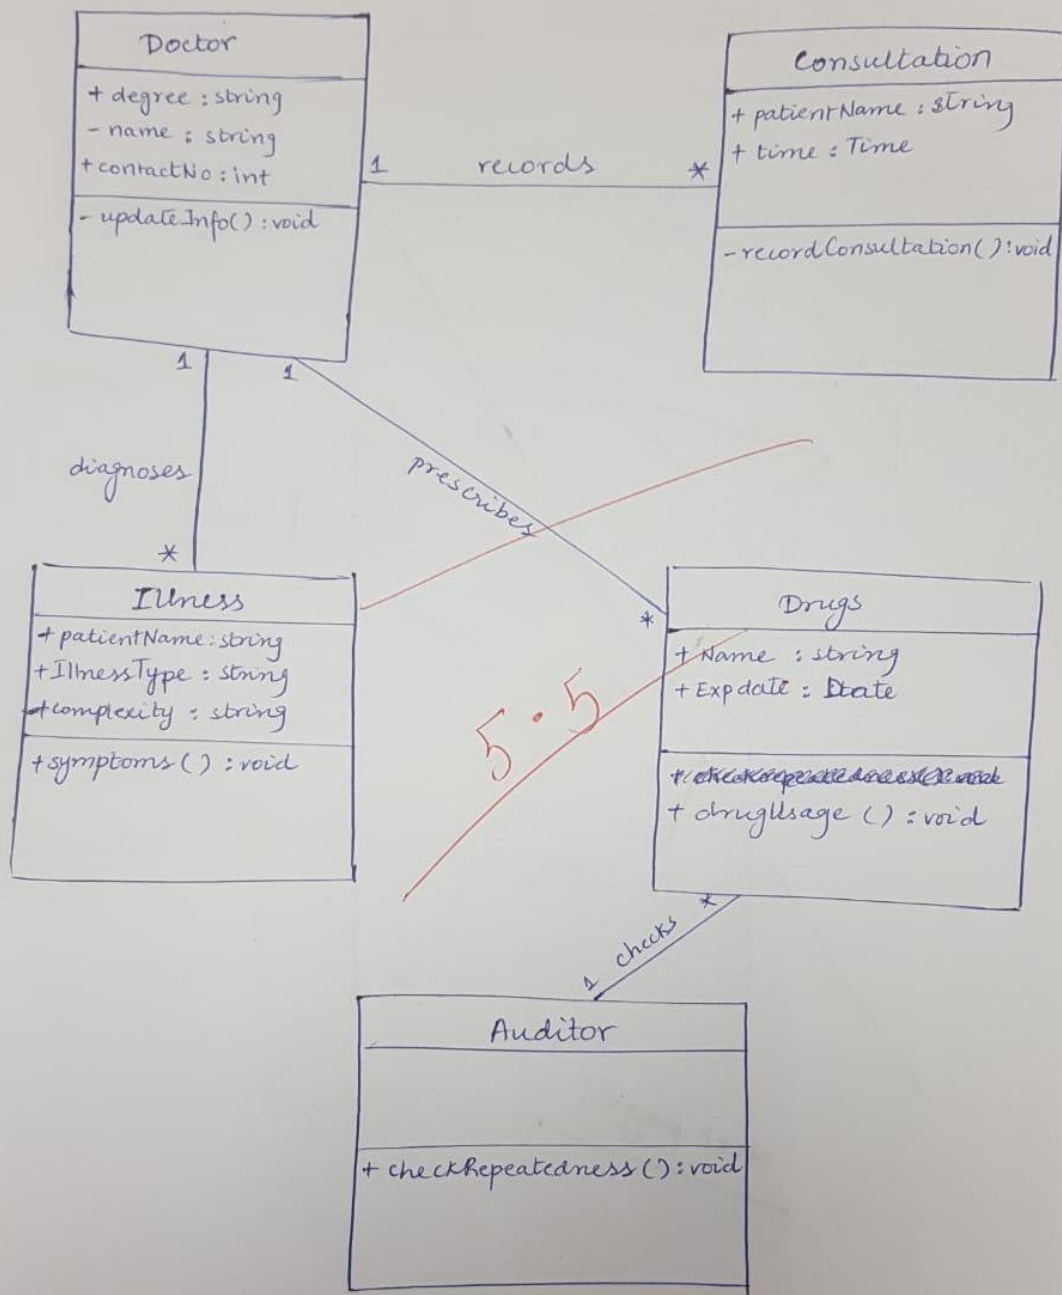 Doctor
+ degree : string
- name : string
+ contactNo : int
- updateInfo() : void
1 records *
Consultation
+ patientName : string
+ time : Time
- recordConsultation() : void
1
diagnoses
*
1
prescribes
*
Illness
+ patientName : string
+ IllnessType : string
+ complexity : string
+ symptoms() : void
5.5
Drugs
+ Name : string
+ Expdate : Date
+ drugUsage() : void
1 checks *
Auditor
+ checkRepeatedness() : void